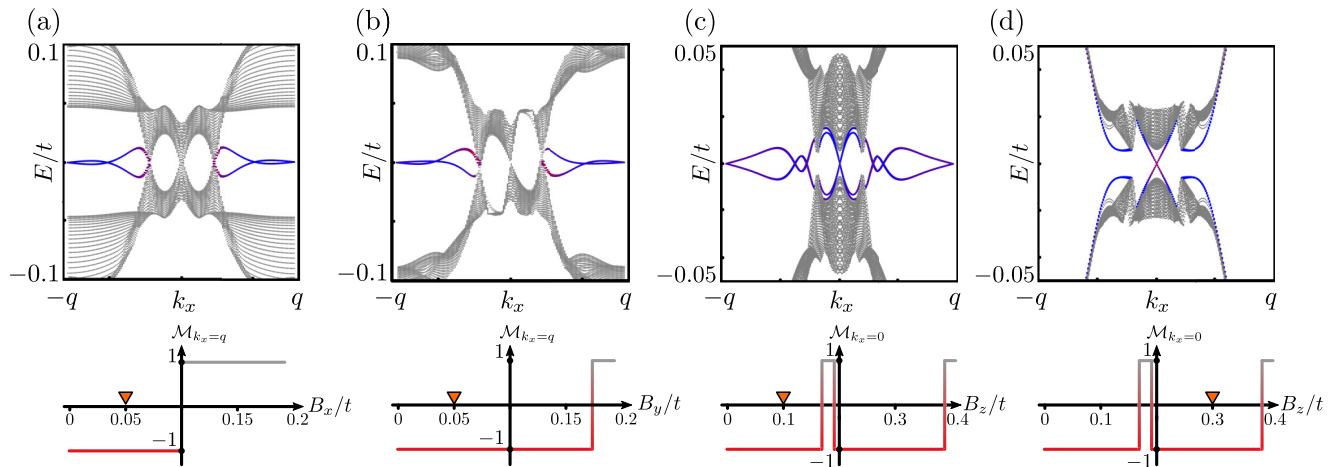 (a) (b) (c) (d)
0.1 0.1 0.05 0.05
E/t E/t E/t E/t
−0.1 −0.1 −0.05 −0.05
−q k_x q −q k_x q −q k_x q −q k_x q
ℳ_{k_x=q} ℳ_{k_x=q} ℳ_{k_x=0} ℳ_{k_x=0}
1 1 1 1
B_x/t B_y/t B_z/t B_z/t
0 0.05 0.15 0.2 0 0.05 0.15 0.2 0 0.1 0.3 0.4 0 0.1 0.3 0.4
−1 −1 −1 −1